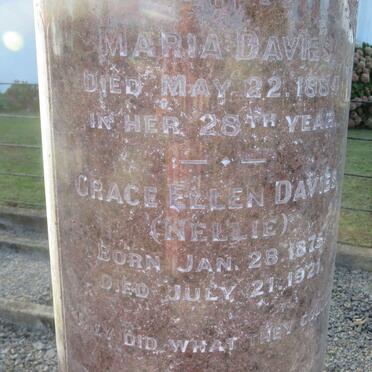 MARIA DAVIES
DIED MAY 22. 
IN HER 28TH YEAR
GRACE ELLEN DAVIES
(NELLIE)
BORN JAN. 28
DIED JULY 21. 1921
DID WHAT THEY